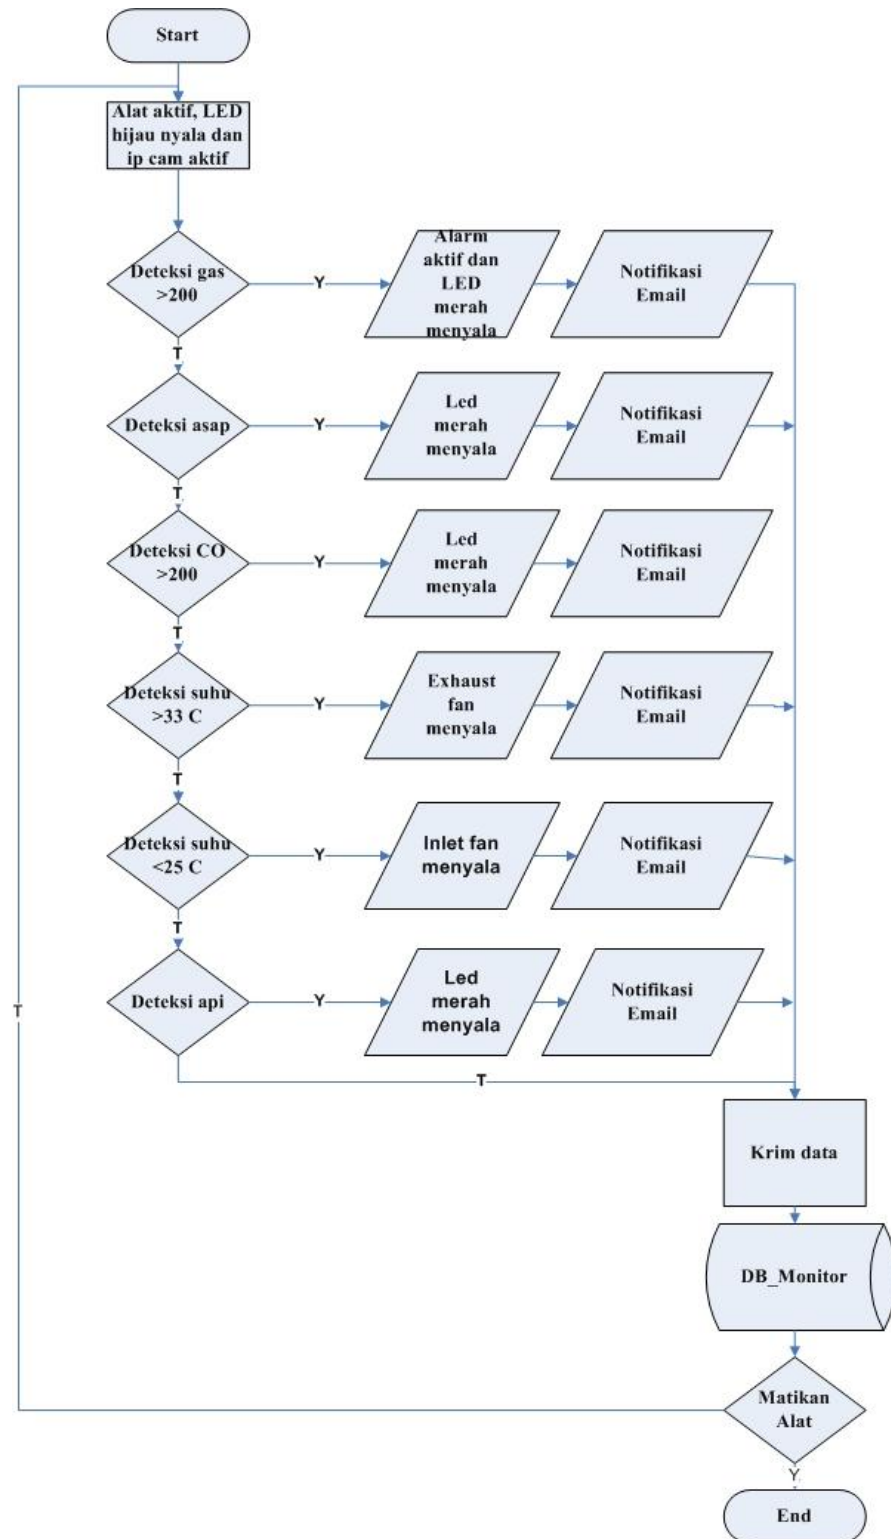 Start
Alat aktif, LED
hijau nyala dan
ip cam aktif
Deteksi gas
>200
Y
Alarm
aktif dan
LED
merah
menyala
Notifikasi
Email
T
Deteksi asap
Y
Led
merah
menyala
Notifikasi
Email
T
Deteksi CO
>200
Y
Led
merah
menyala
Notifikasi
Email
T
Deteksi suhu
>33 C
Y
Exhaust
fan
menyala
Notifikasi
Email
T
Deteksi suhu
<25 C
Y
Inlet fan
menyala
Notifikasi
Email
T
Deteksi api
Y
Led
merah
menyala
Notifikasi
Email
T
T
Krim data
DB_Monitor
Matikan
Alat
Y
End